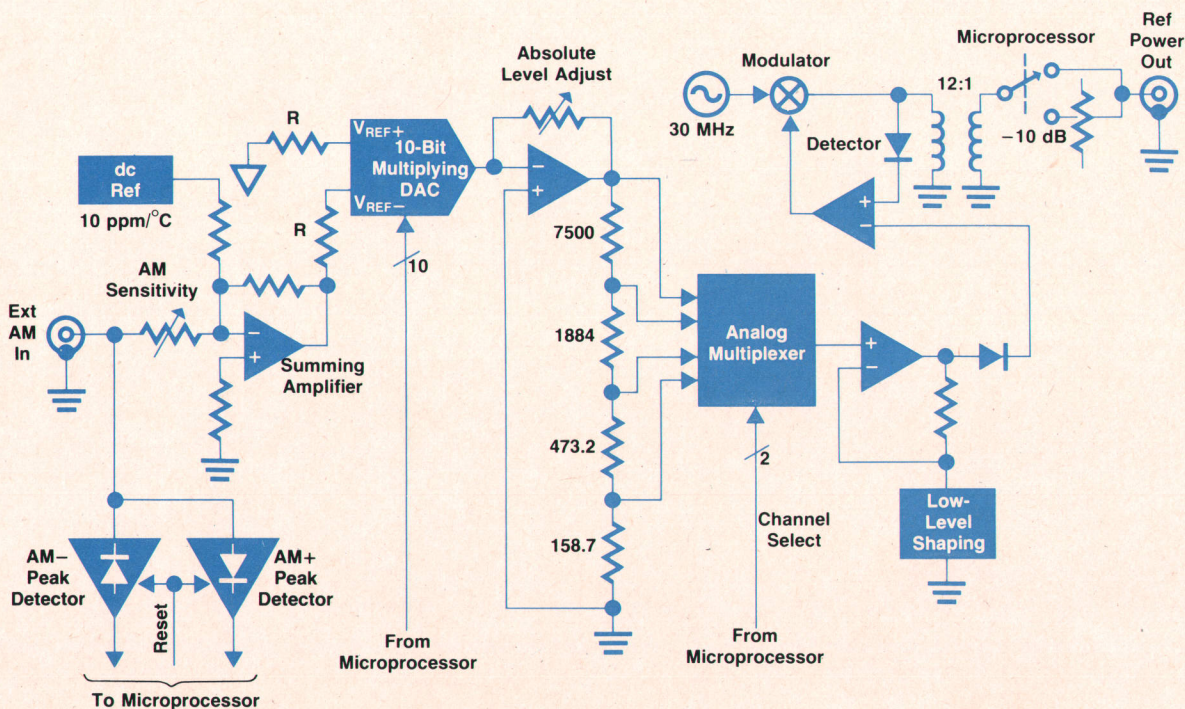 Absolute
Level Adjust
Modulator
Microprocessor
Ref
Power
Out
12:1
30 MHz
Detector
−10 dB
R
VREF+
10-Bit
Multiplying
DAC
VREF−
dc
Ref
10 ppm/°C
R
10
7500
AM
Sensitivity
Ext
AM
In
−
+
−
+
+
−
Summing
Amplifier
1884
Analog
Multiplexer
+
−
473.2
2
Channel
Select
Low-
Level
Shaping
158.7
AM−
Peak
Detector
AM+
Peak
Detector
Reset
From
Microprocessor
From
Microprocessor
To Microprocessor